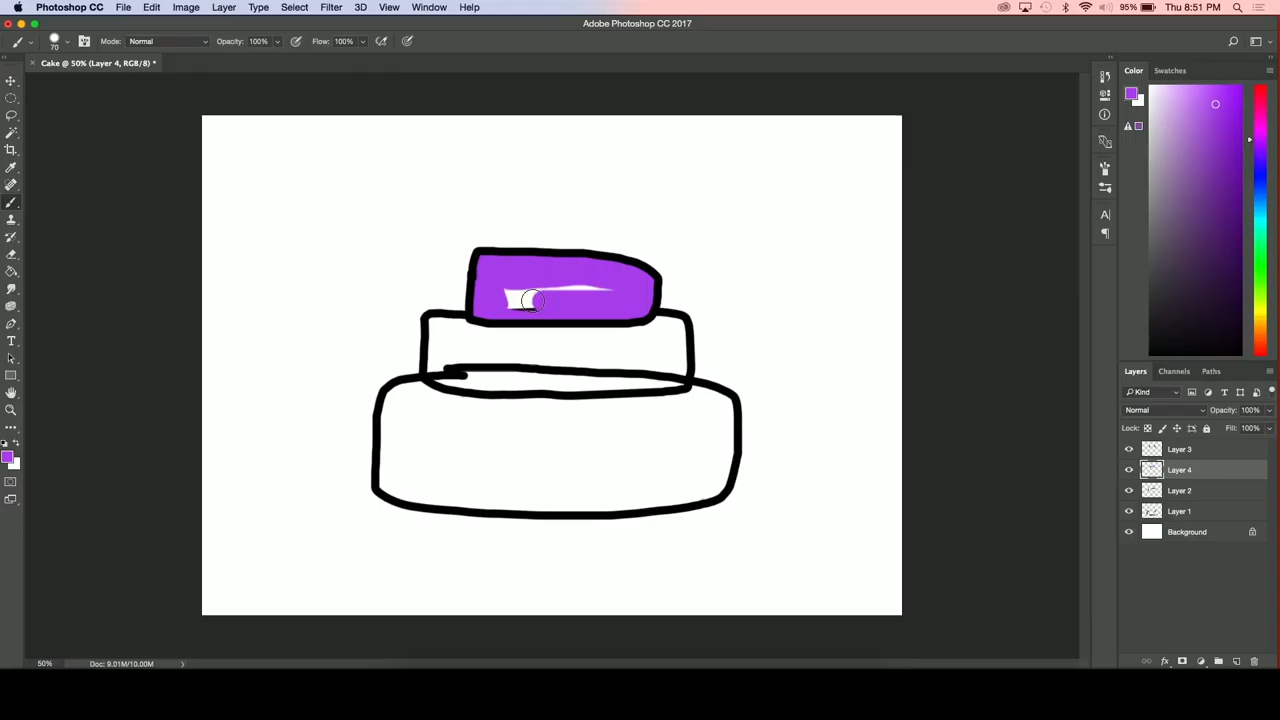 Photoshop CC File Edit Image Layer Type Select Filter 3D View Window Help 95% Thu 8:51 PM
Adobe Photoshop CC 2017
70 Mode: Normal Opacity: 100% Flow: 100%
Cake @ 50% (Layer 4, RGB/8) *
Color Swatches
Layers Channels Paths
Kind
Normal Opacity: 100%
Lock: Fill: 100%
Layer 3
Layer 4
Layer 2
Layer 1
Background
50% Doc: 9.01M/10.00M